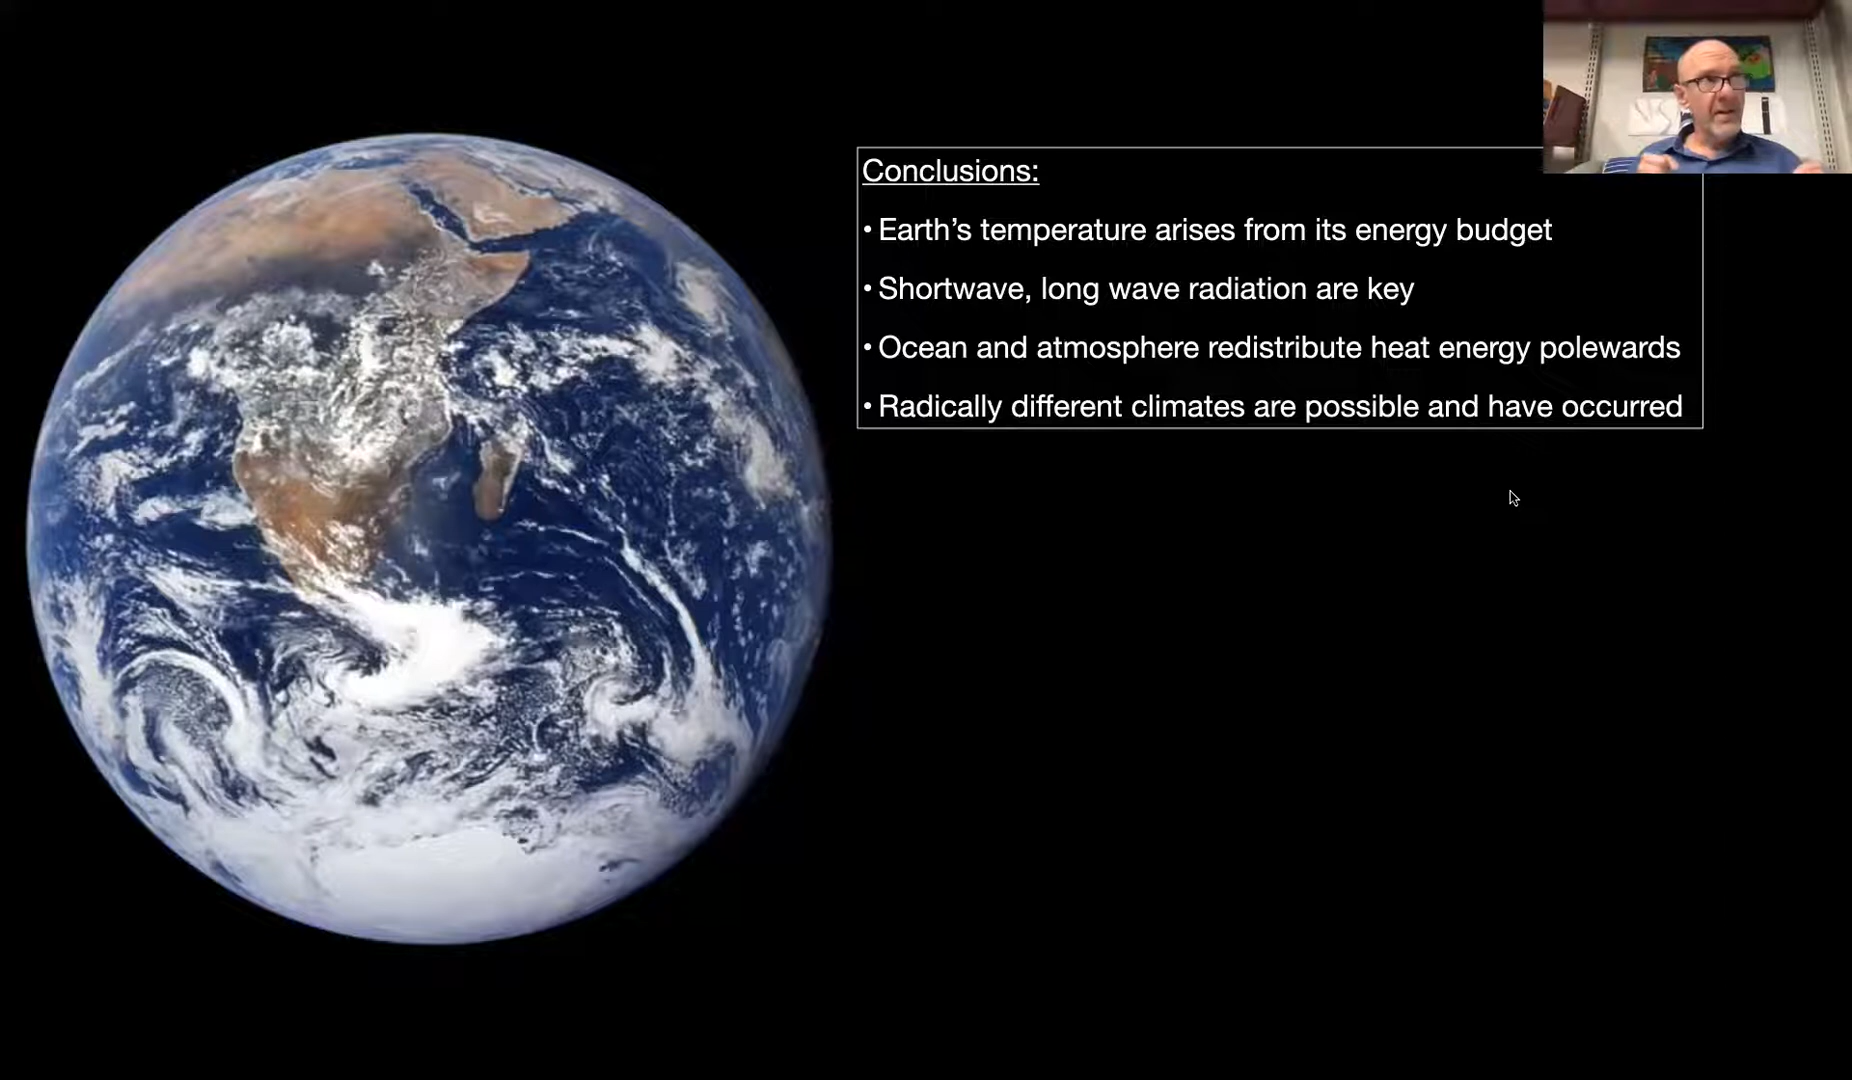 Conclusions:
• Earth’s temperature arises from its energy budget
• Shortwave, long wave radiation are key
• Ocean and atmosphere redistribute heat energy polewards
• Radically different climates are possible and have occurred